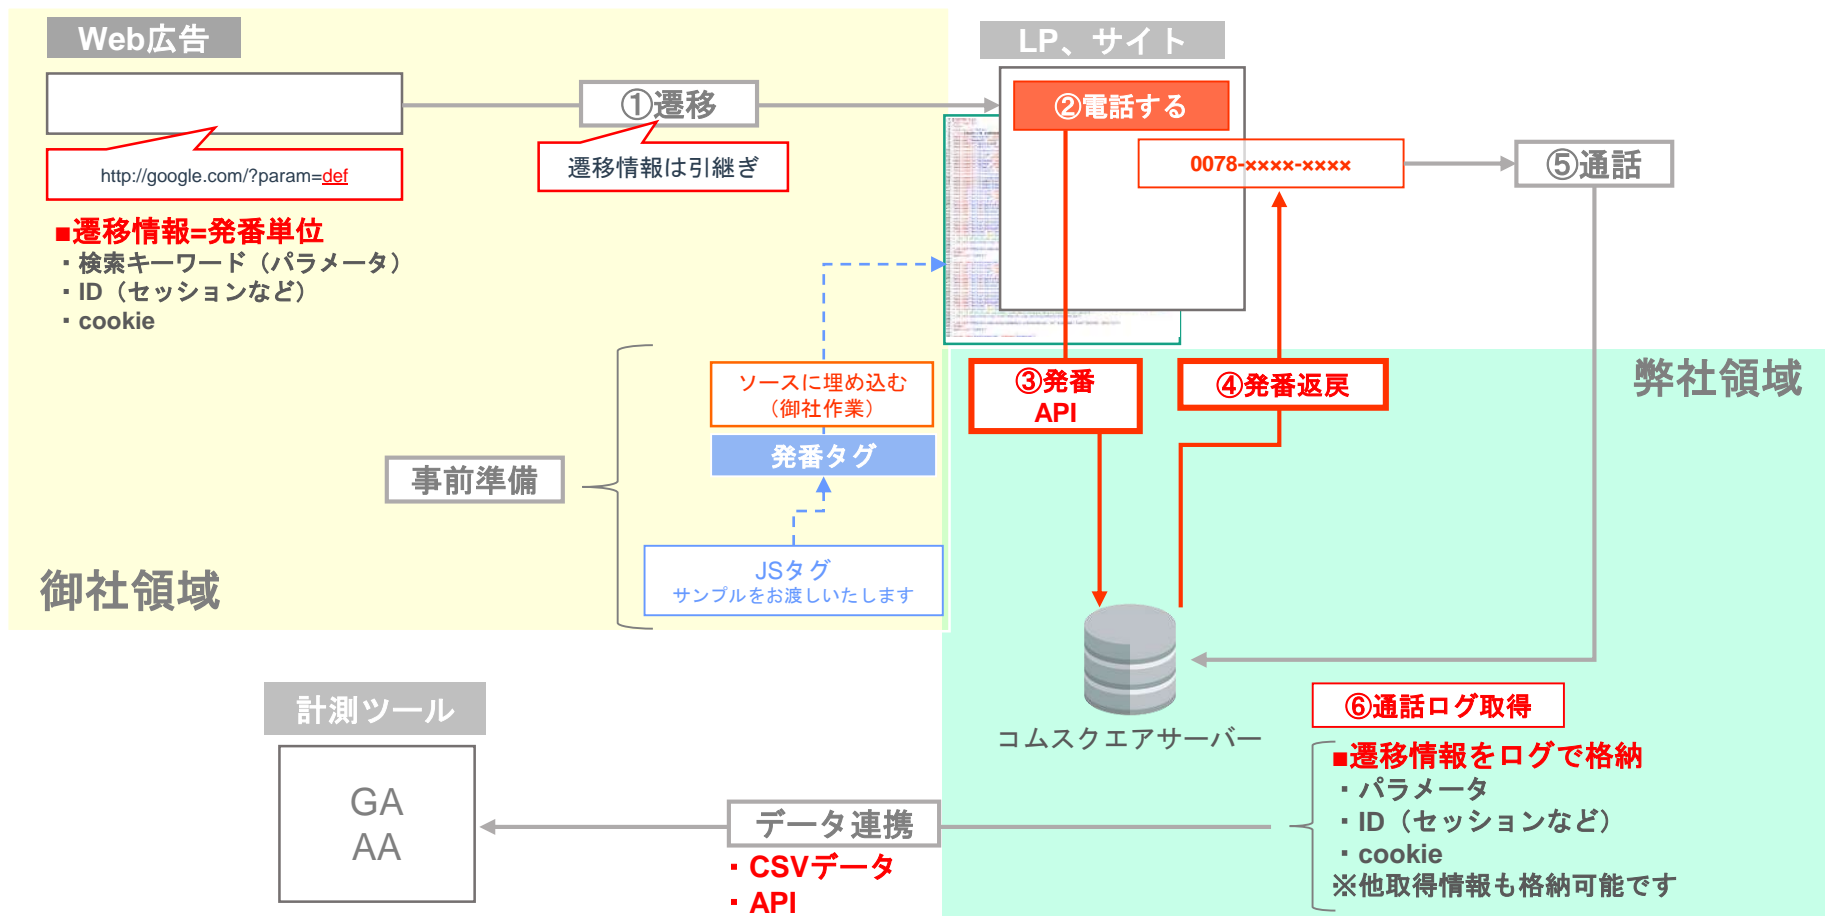 Web広告
LP、サイト
①遷移
②電話する
遷移情報は引継ぎ
http://google.com/?param=def
0078-××××-××××
⑤通話
■遷移情報=発番単位
・検索キーワード（パラメータ）
・ID（セッションなど）
・cookie
弊社領域
ソースに埋め込む
（御社作業）
③発番
API
④発番返戻
発番タグ
事前準備
JSタグ
サンプルをお渡しいたします
御社領域
計測ツール
⑥通話ログ取得
コムスクエアサーバー
■遷移情報をログで格納
・パラメータ
・ID（セッションなど）
・cookie
※他取得情報も格納可能です
GA
AA
データ連携
・CSVデータ
・API